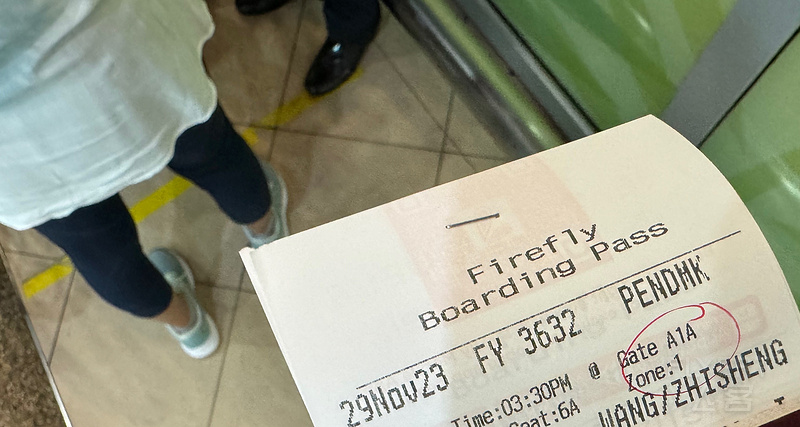 Firefly
Boarding Pass
29Nov23 FY 3632 PENDMK
Time:03:30PM @ Gate A1A
Seat:6A Zone:1
WANG/ZHISHENG